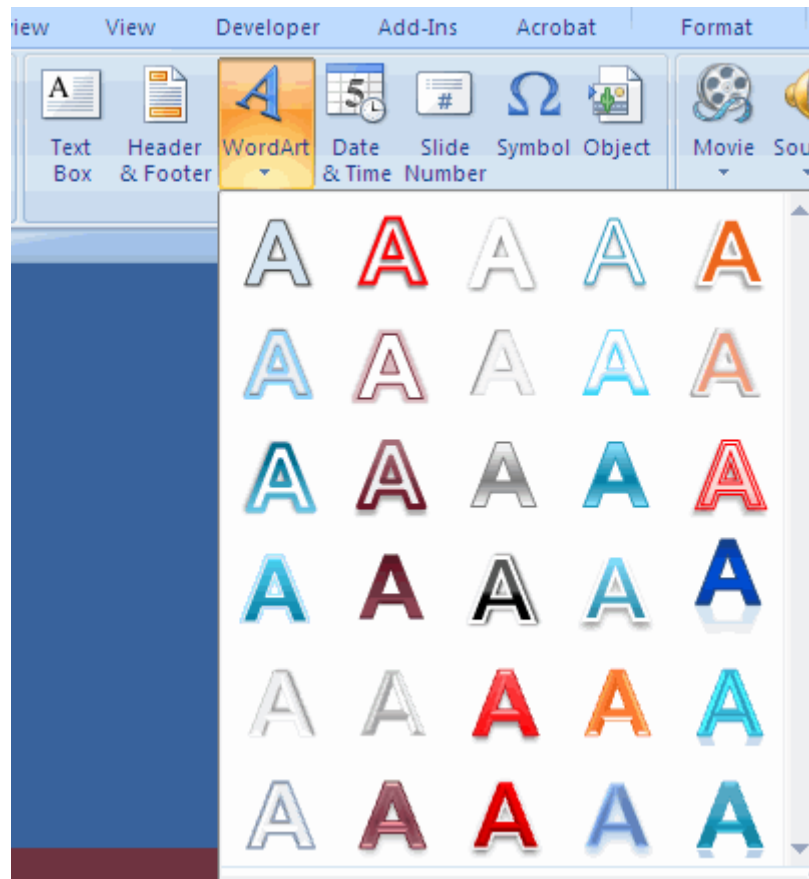 iew View Developer Add-Ins Acrobat Format
A 5 #
Text Header WordArt Date Slide Symbol Object Movie Sou
Box & Footer & Time Number
A A A A A
A A A A A
A A A A A
A A A A A
A A A A A
A A A A A